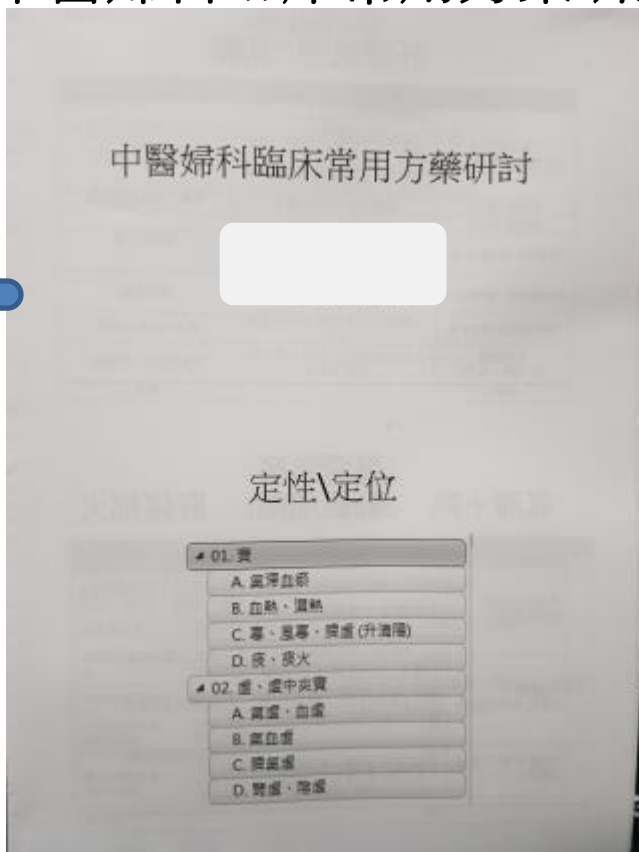 中醫婦科臨床常用方藥研討
定性\定位
01. 實
A. 氣滯血瘀
B. 血熱、濕熱
C. 寒、風寒、脾虛 (升清陽)
D. 痰、痰火
02. 虛、虛中夾實
A. 氣虛、血虛
B. 氣血虛
C. 脾氣虛
D. 腎虛、陰虛